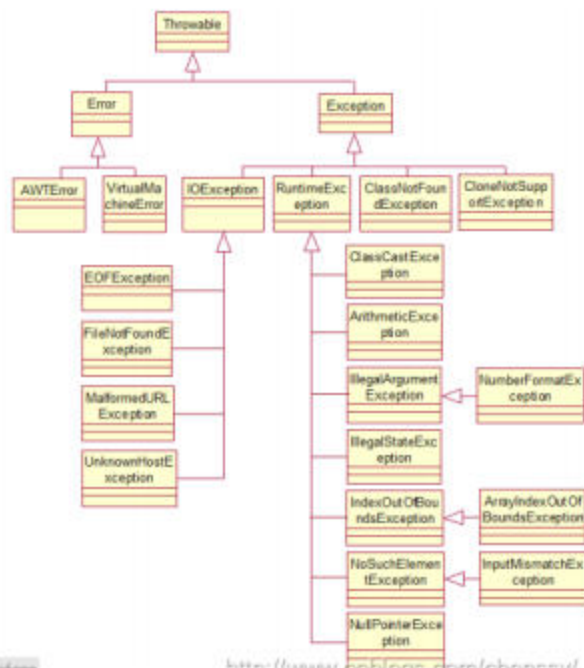 Throwable
Error
Exception
AWTError
VirtualMa
chineError
IOException
RuntimeExc
eption
ClassNotFoun
dException
CloneNotSupp
ortException
EOFException
FileNotFoundE
xception
MalformedURL
Exception
UnknownHostE
xception
ClassCastExce
ption
ArithmeticExce
ption
IllegalArgument
Exception
NumberFormatEx
ception
IllegalStateExc
eption
IndexOutOfBou
ndsException
ArrayIndexOutOf
BoundsException
NoSuchElemen
tException
InputMismatchEx
ception
NullPointerExce
ption